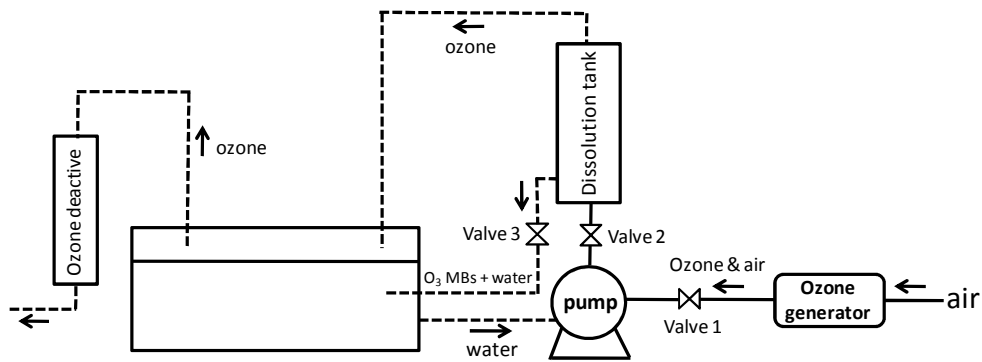 ozone
Dissolution tank
ozone
Ozone deactive
Valve 3
Valve 2
O₃ MBs + water
Ozone & air
pump
Ozone
generator
air
Valve 1
water